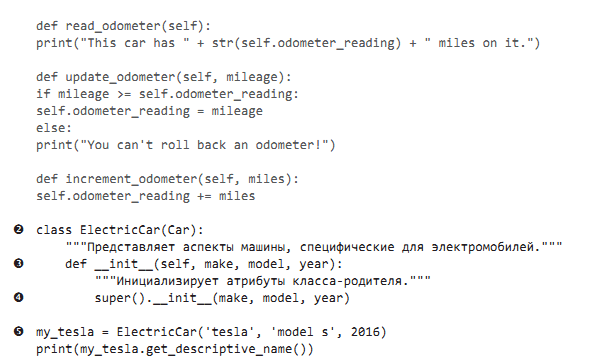 def read_odometer(self):
print("This car has " + str(self.odometer_reading) + " miles on it.")
def update_odometer(self, mileage):
if mileage >= self.odometer_reading:
self.odometer_reading = mileage
else:
print("You can't roll back an odometer!")
def increment_odometer(self, miles):
self.odometer_reading += miles
❷ class ElectricCar(Car):
"""Представляет аспекты машины, специфические для электромобилей."""
❸ def __init__(self, make, model, year):
"""Инициализирует атрибуты класса-родителя."""
❹ super().__init__(make, model, year)
❺ my_tesla = ElectricCar('tesla', 'model s', 2016)
print(my_tesla.get_descriptive_name())